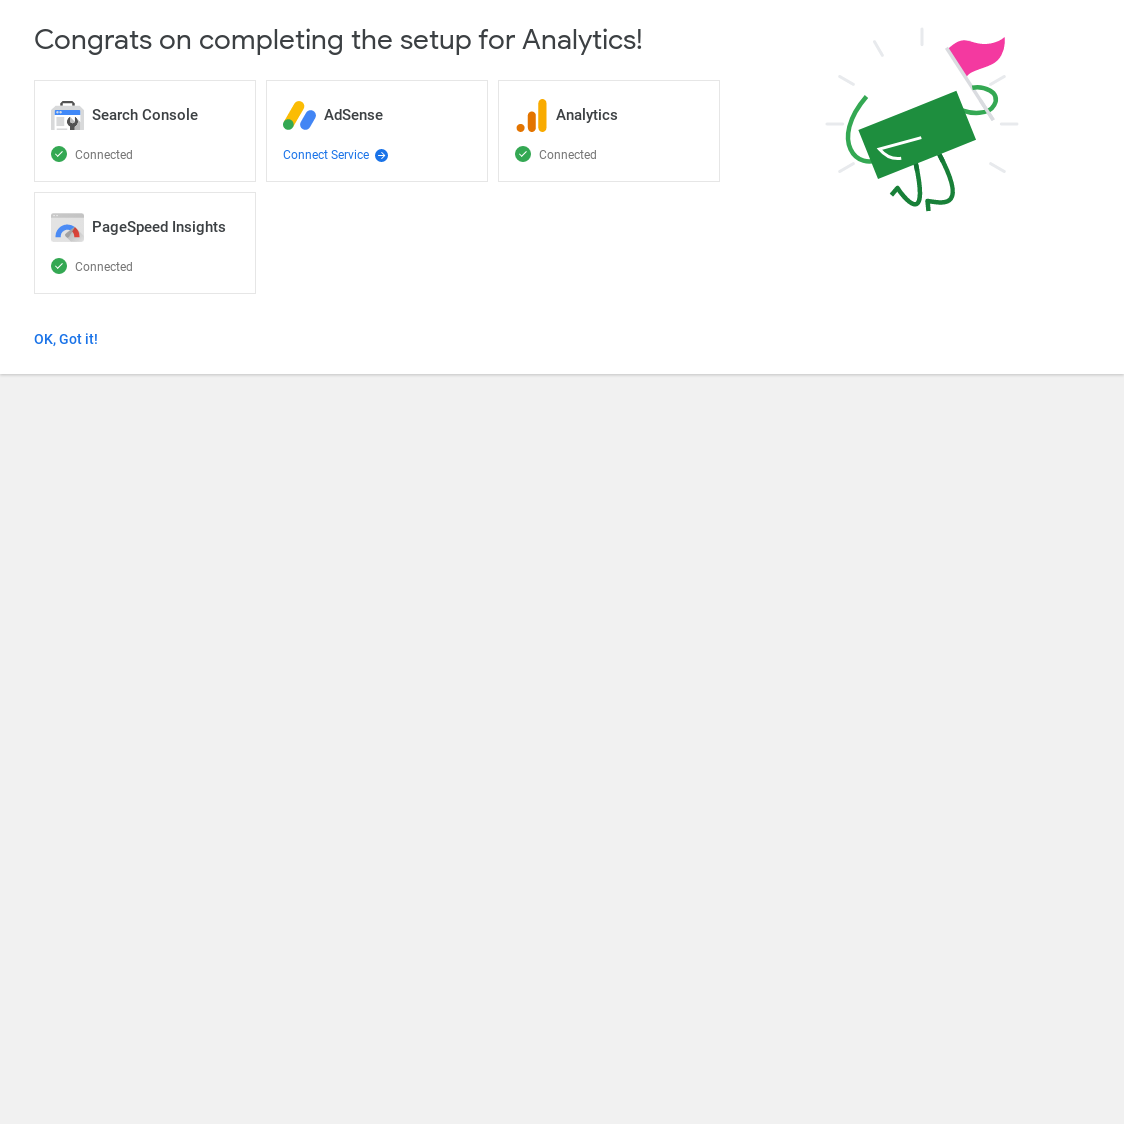 Congrats on completing the setup for Analytics!
Search Console
Connected
AdSense
Connect Service
Analytics
Connected
PageSpeed Insights
Connected
OK, Got it!